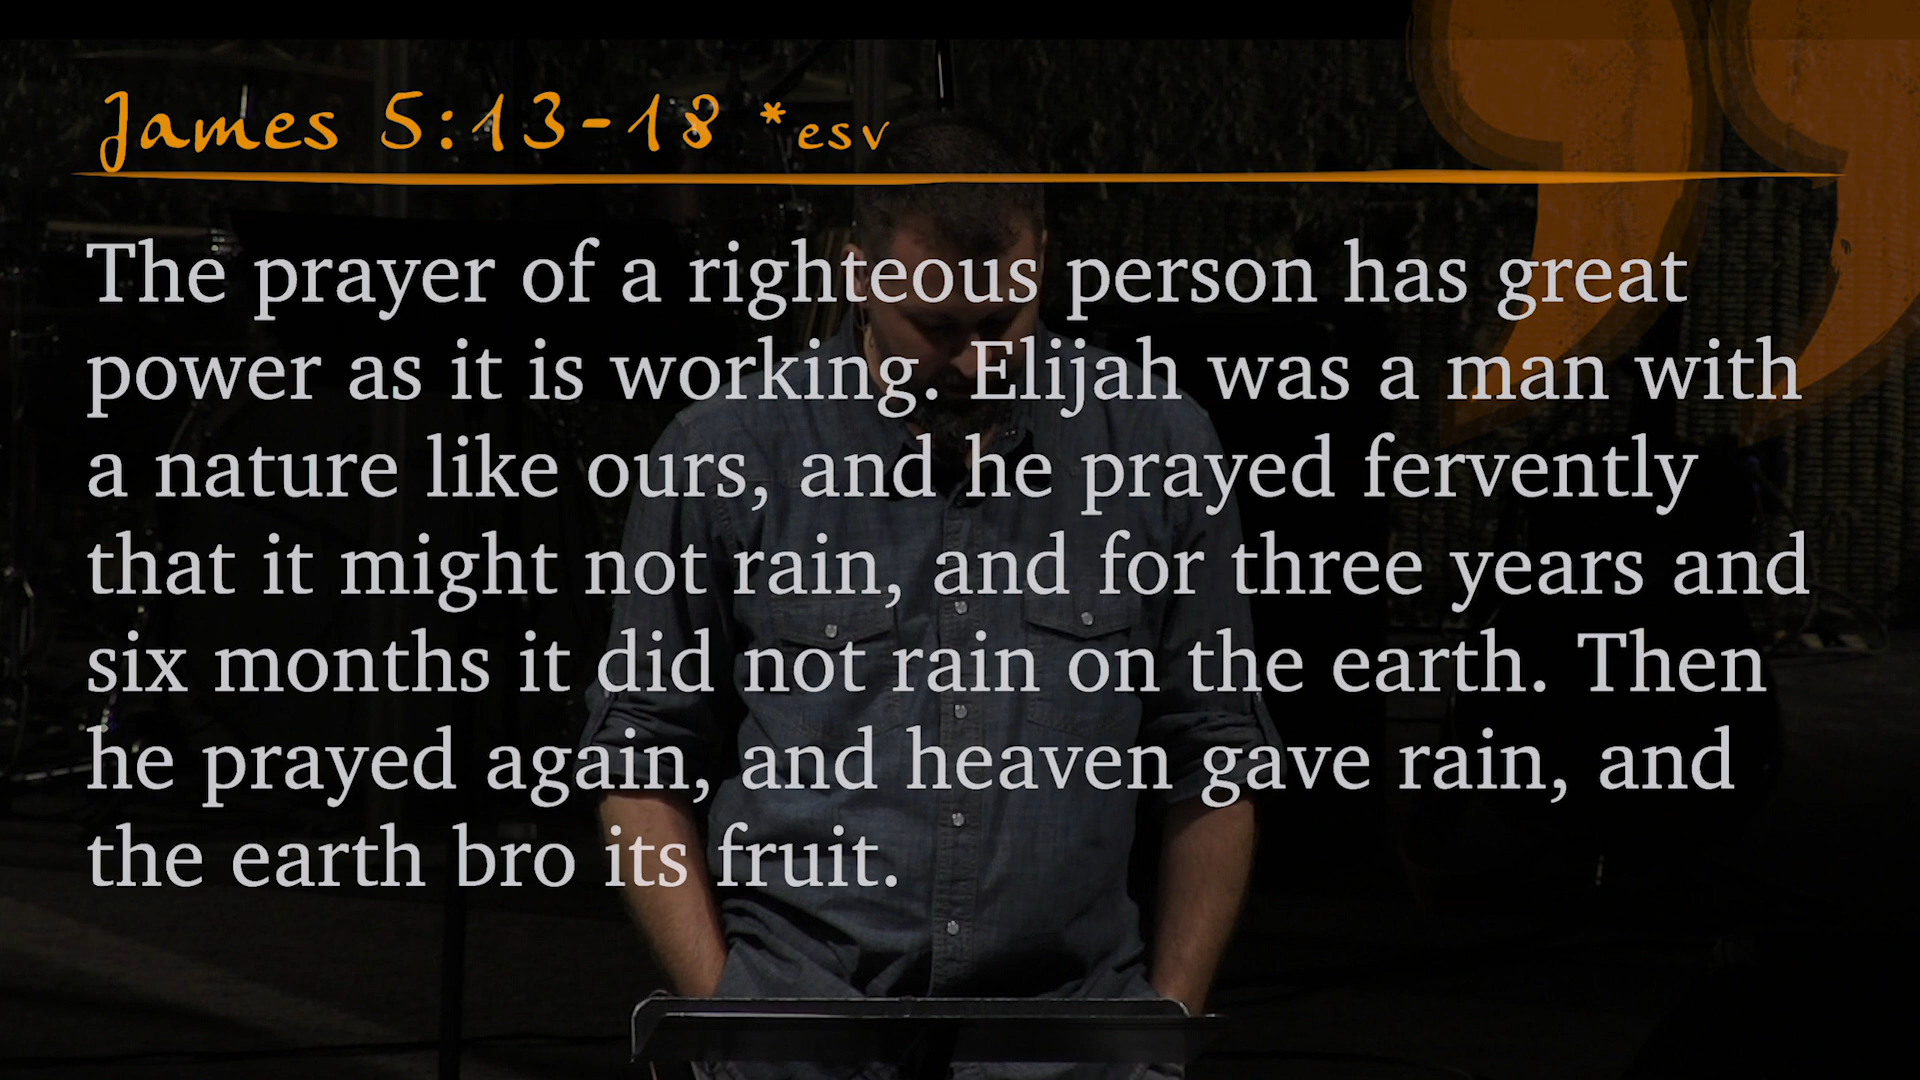 James 5:13-18 *esv
The prayer of a righteous person has great
power as it is working. Elijah was a man with
a nature like ours, and he prayed fervently
that it might not rain, and for three years and
six months it did not rain on the earth. Then
he prayed again, and heaven gave rain, and
the earth bro its fruit.